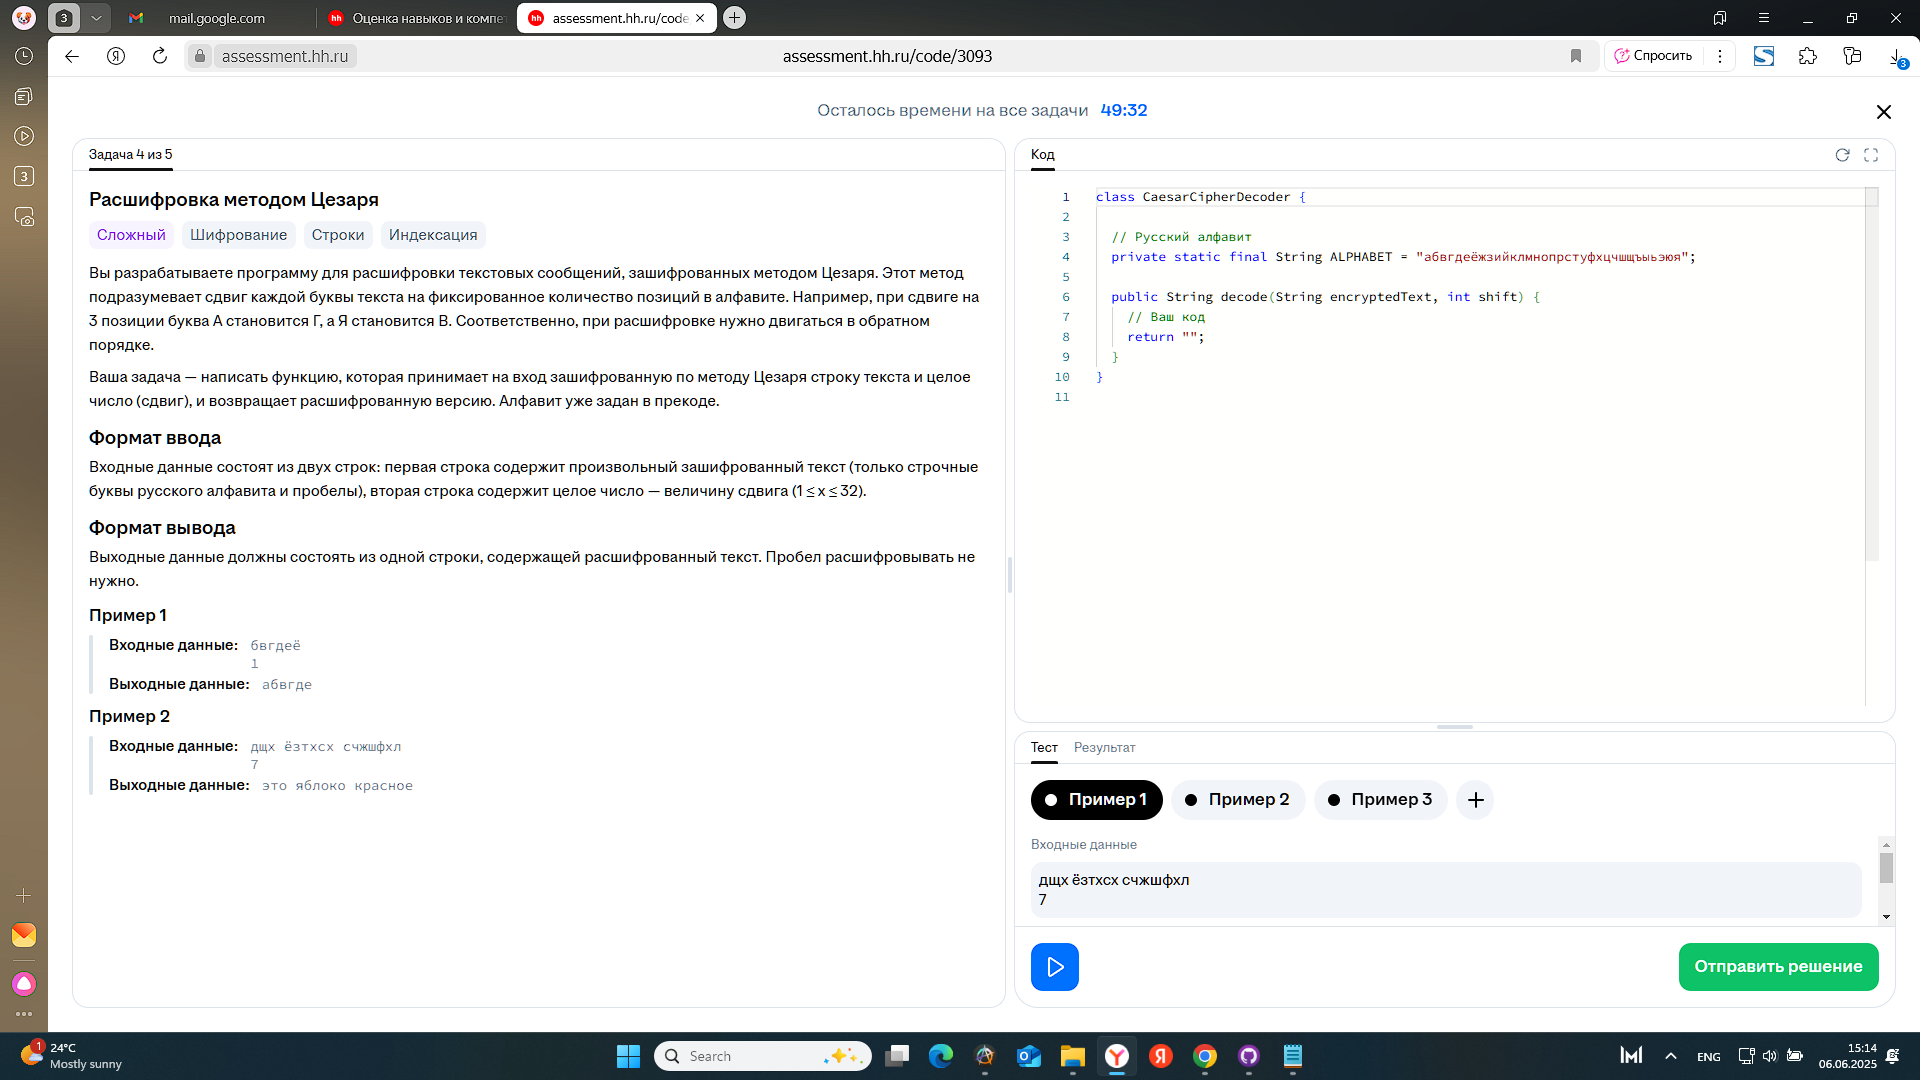 3
mail.google.com
hh
Оценка навыков и компе
hh
assessment.hh.ru/code
assessment.hh.ru
assessment.hh.ru/code/3093
Спросить
3
3
Осталось времени на все задачи 49:32
Задача 4 из 5
Расшифровка методом Цезаря
Сложный Шифрование Строки Индексация
Вы разрабатываете программу для расшифровки текстовых сообщений, зашифрованных методом Цезаря. Этот метод
подразумевает сдвиг каждой буквы текста на фиксированное количество позиций в алфавите. Например, при сдвиге на
3 позиции буква А становится Г, а Я становится В. Соответственно, при расшифровке нужно двигаться в обратном
порядке.
Ваша задача — написать функцию, которая принимает на вход зашифрованную по методу Цезаря строку текста и целое
число (сдвиг), и возвращает расшифрованную версию. Алфавит уже задан в прекоде.
Формат ввода
Входные данные состоят из двух строк: первая строка содержит произвольный зашифрованный текст (только строчные
буквы русского алфавита и пробелы), вторая строка содержит целое число — величину сдвига (1 ≤ x ≤ 32).
Формат вывода
Выходные данные должны состоять из одной строки, содержащей расшифрованный текст. Пробел расшифровывать не
нужно.
Пример 1
Входные данные: бвгдеё
1
Выходные данные: абвгде
Пример 2
Входные данные: дщх ёзтхсх счжшфхл
7
Выходные данные: это яблоко красное
Код
1 class CaesarCipherDecoder {
2
3 // Русский алфавит
4 private static final String ALPHABET = "абвгдеёжзийклмнопрстуфхцчшщъыьэюя";
5
6 public String decode(String encryptedText, int shift) {
7 // Ваш код
8 return "";
9 }
10 }
11
Тест Результат
Пример 1 Пример 2 Пример 3
Входные данные
дщх ёзтхсх счжшфхл
7
Отправить решение
1
24°C
Mostly sunny
Search
ENG
15:14
06.06.2025